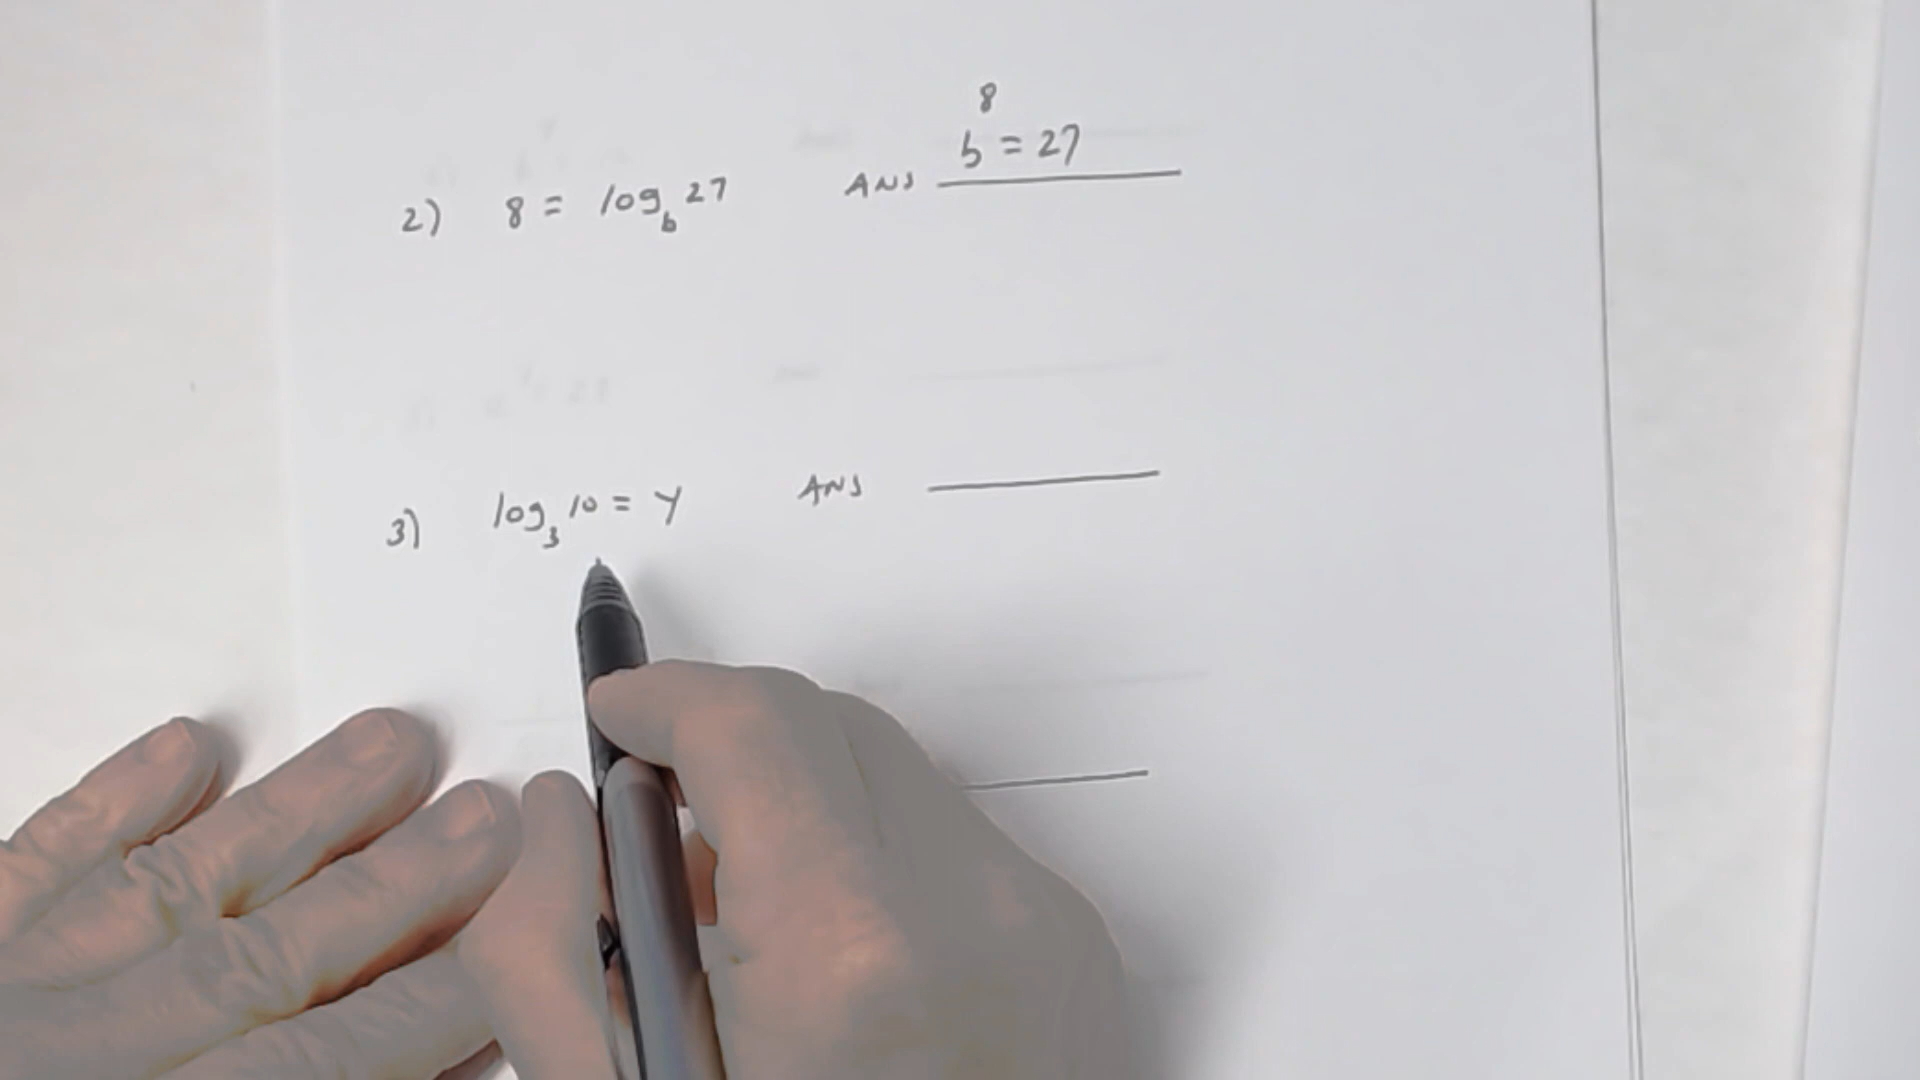 2) 8 = log_b 27 ANS b^8 = 27
3) log_3 10 = y ANS